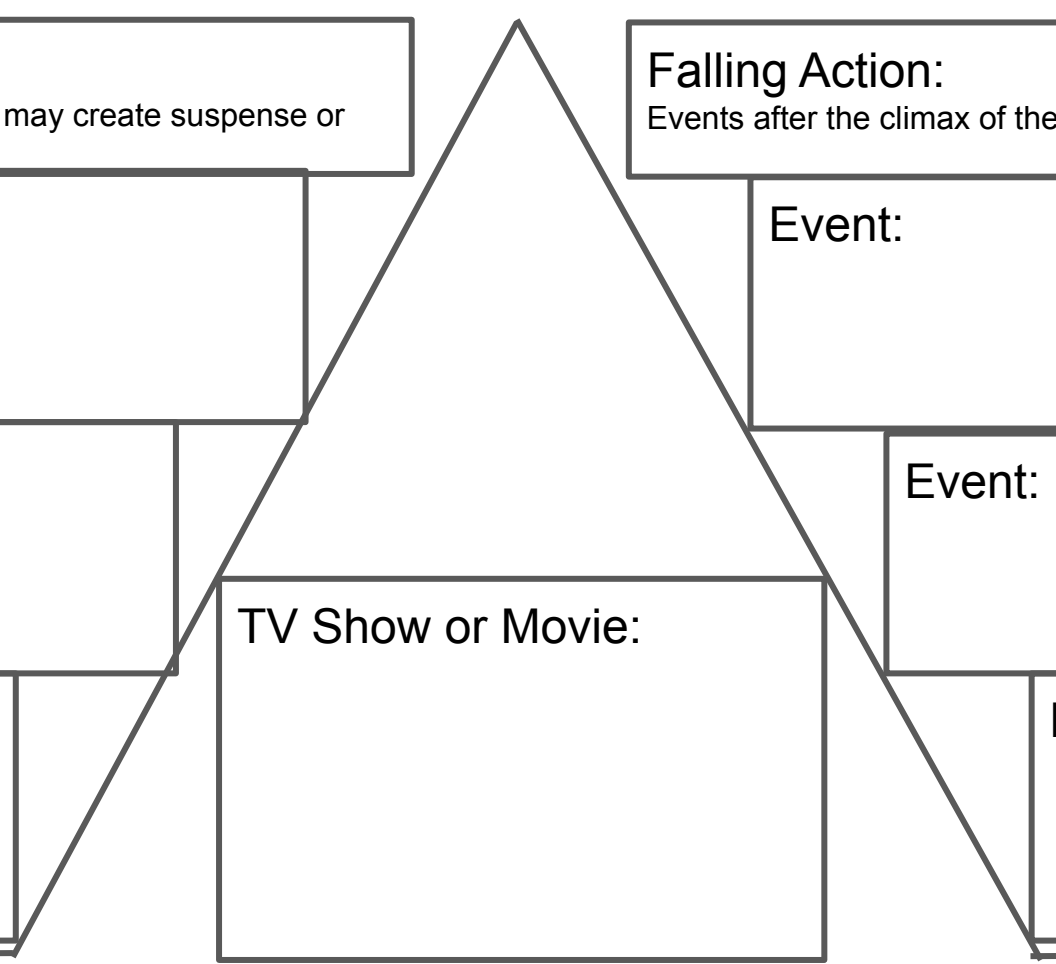 may create suspense or
Falling Action:
Events after the climax of the
Event:
Event:
TV Show or Movie: